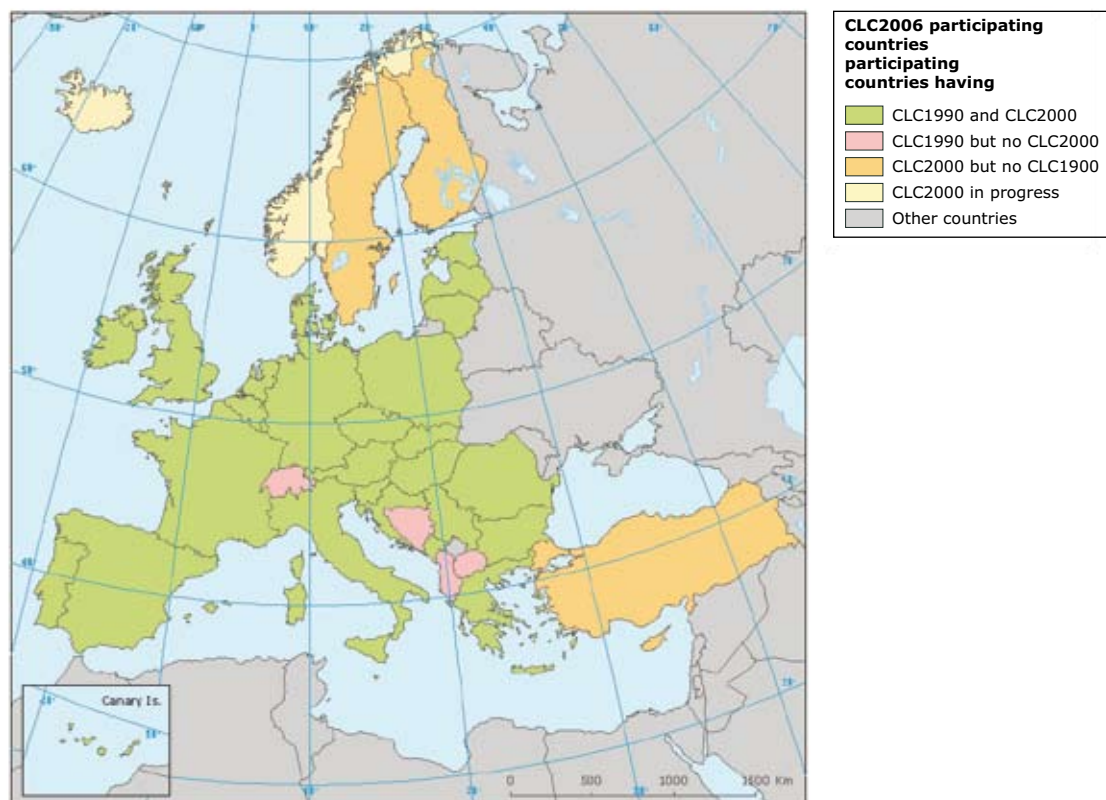 CLC2006 participating
countries
participating
countries having
CLC1990 and CLC2000
CLC1990 but no CLC2000
CLC2000 but no CLC1900
CLC2000 in progress
Other countries
Canary Is.
0 500 1000 1500 Km